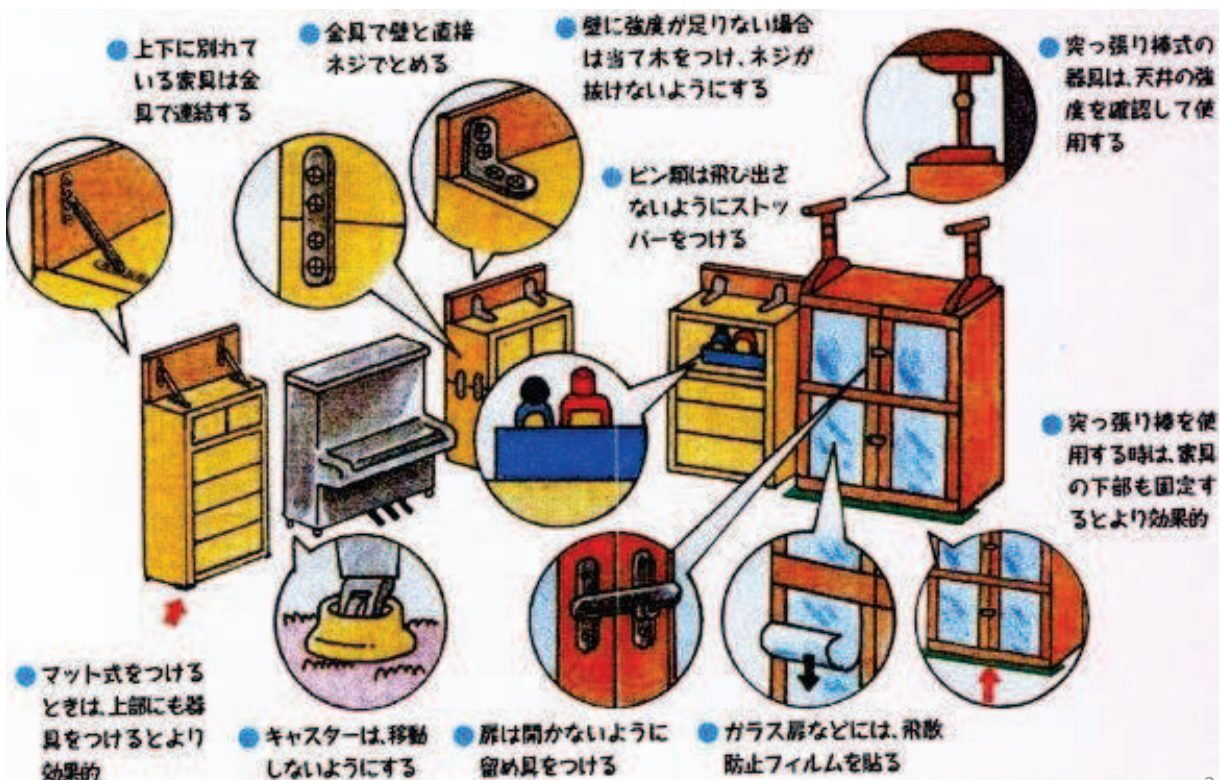 上下に別れて
いる家具は金
具で連結する
金具で壁と直接
ネジでとめる
壁に強度が足りない場合
は当て木をつけ、ネジが
抜けないようにする
突っ張り棒式の
器具は、天井の強
度を確認して使
用する
ビン類は飛び出さ
ないようにストッ
パーをつける
突っ張り棒を使
用する時は、家具
の下部も固定す
るとより効果的
マット式をつける
ときは、上部にも器
具をつけるとより
効果的
キャスターは、移動
しないようにする
扉は開かないように
留め具をつける
ガラス扉などには、飛散
防止フィルムを貼る